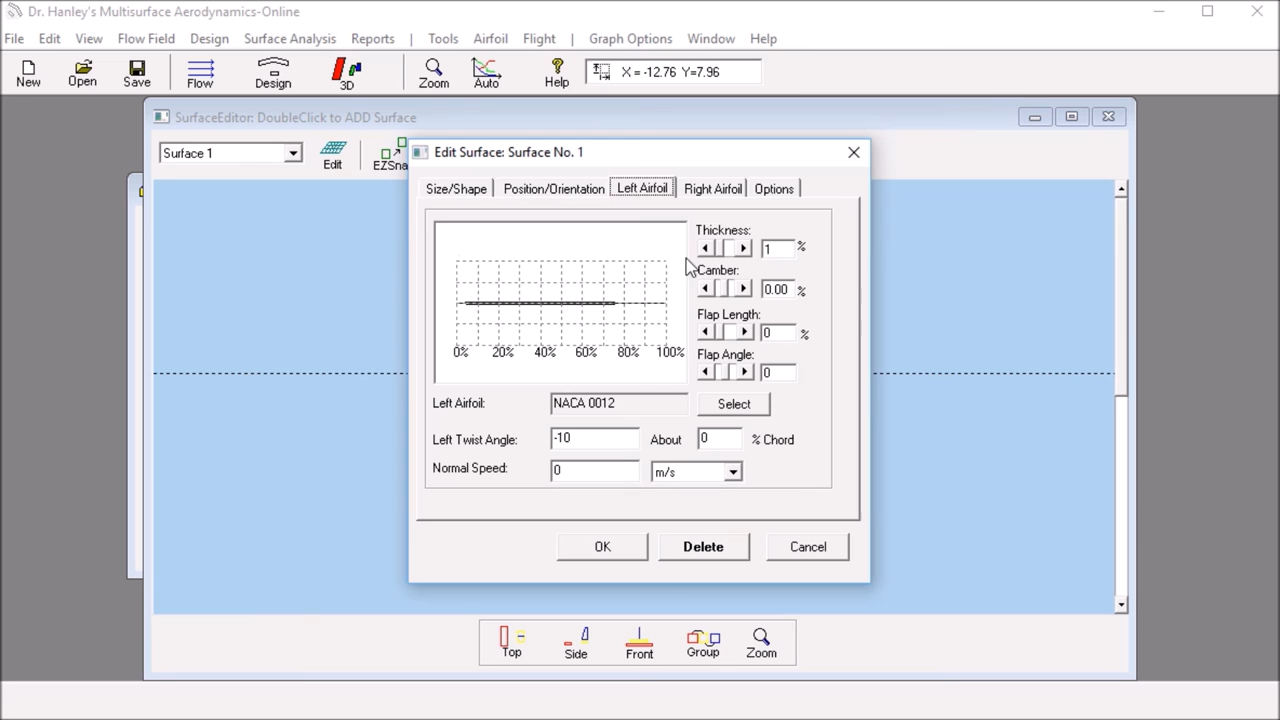 Dr. Hanley's Multisurface Aerodynamics-Online
File Edit View Flow Field Design Surface Analysis Reports | Tools Airfoil Flight | Graph Options Window Help
New Open Save Flow Design 3D Zoom Auto Help X = -12.76 Y=7.96
SurfaceEditor: DoubleClick to ADD Surface
Surface 1 Edit EZSna
Edit Surface: Surface No. 1
Size/Shape Position/Orientation Left Airfoil Right Airfoil Options
Thickness:
1 %
Camber:
0.00 %
Flap Length:
0 %
0% 20% 40% 60% 80% 100%
Flap Angle:
0
Left Airfoil: NACA 0012 Select
Left Twist Angle: -10 About 0 % Chord
Normal Speed: 0 m/s
OK Delete Cancel
Top Side Front Group Zoom